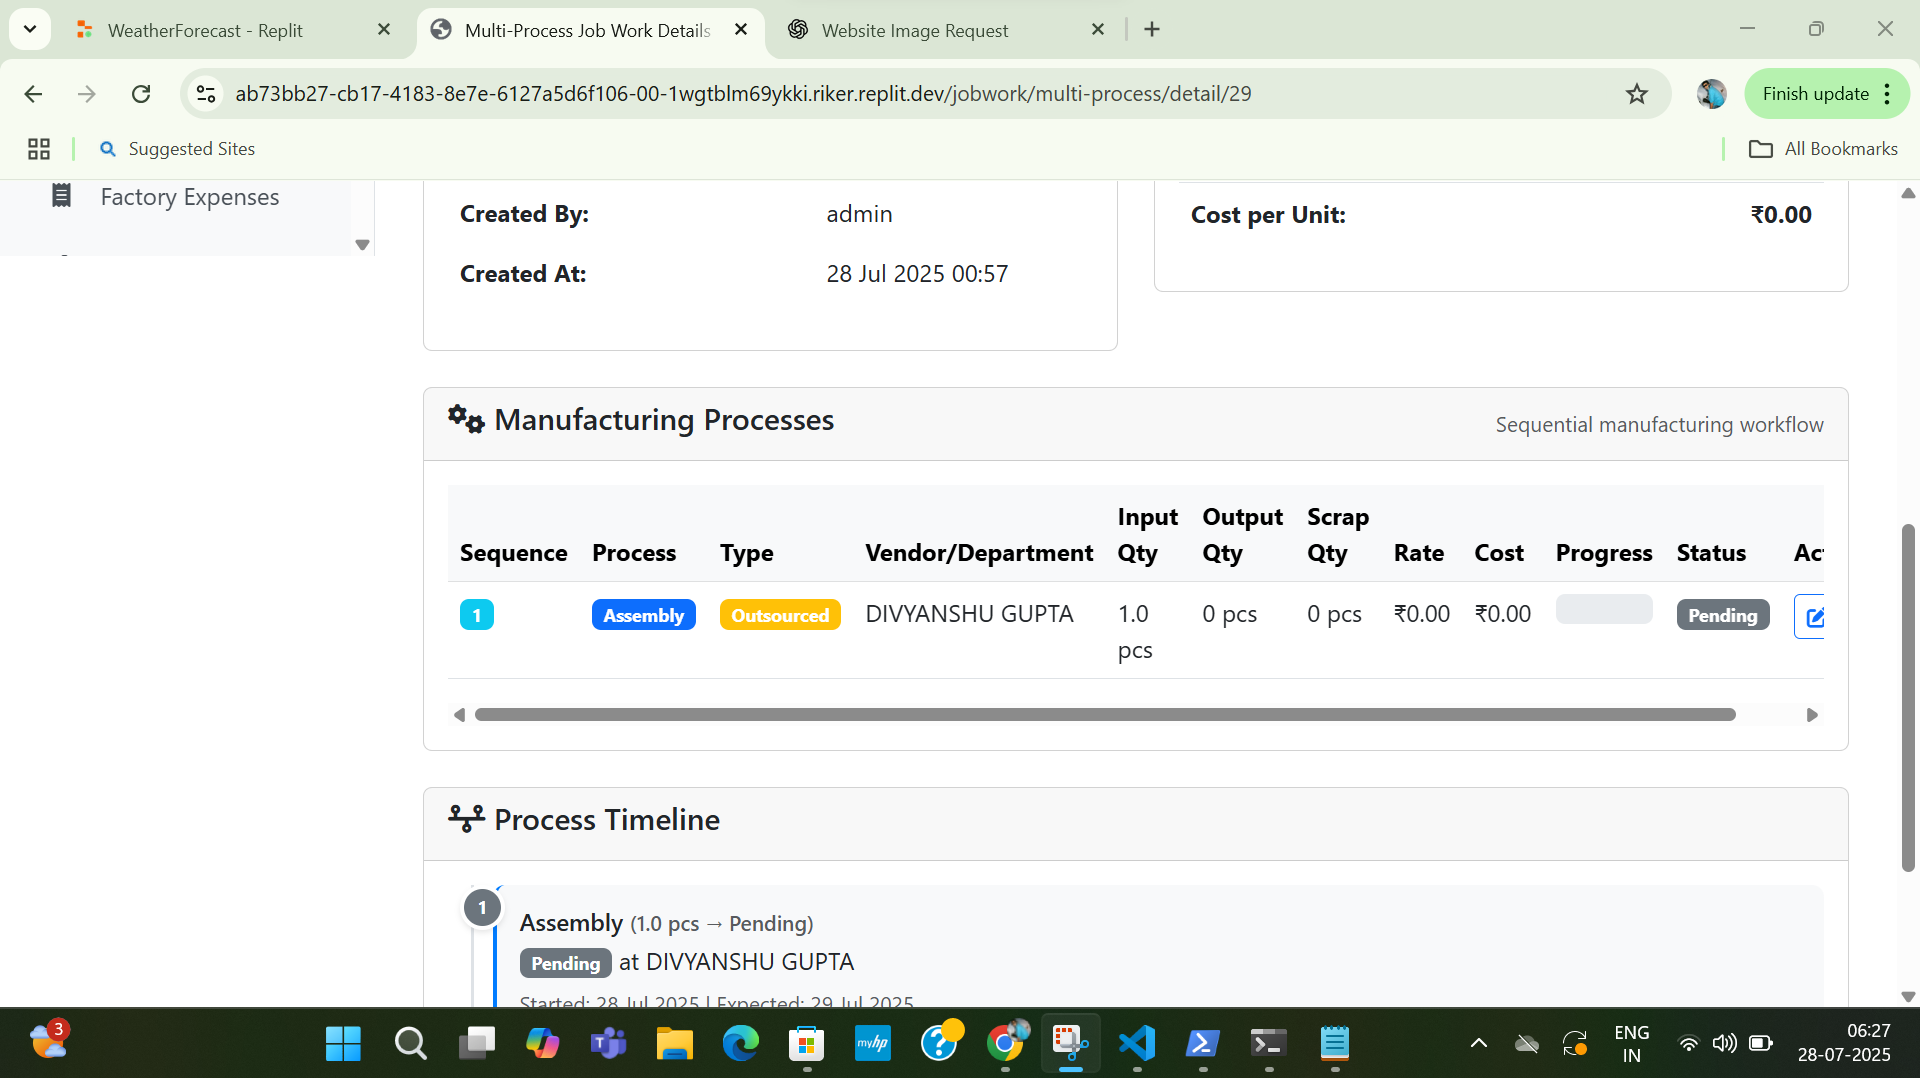 WeatherForecast - Replit
Multi-Process Job Work Details
Website Image Request
ab73bb27-cb17-4183-8e7e-6127a5d6f106-00-1wgtblm69ykki.riker.replit.dev/jobwork/multi-process/detail/29
Finish update
Suggested Sites
All Bookmarks
Factory Expenses
Created By: admin
Created At: 28 Jul 2025 00:57
Cost per Unit: ₹0.00
Manufacturing Processes
Sequential manufacturing workflow
Sequence Process Type Vendor/Department Input Qty Output Qty Scrap Qty Rate Cost Progress Status Act
1 Assembly Outsourced DIVYANSHU GUPTA 1.0 pcs 0 pcs 0 pcs ₹0.00 ₹0.00 Pending
Process Timeline
1
Assembly (1.0 pcs → Pending)
Pending at DIVYANSHU GUPTA
Started: 28 Jul 2025 | Expected: 29 Jul 2025
3
myhp
ENG
IN
06:27
28-07-2025